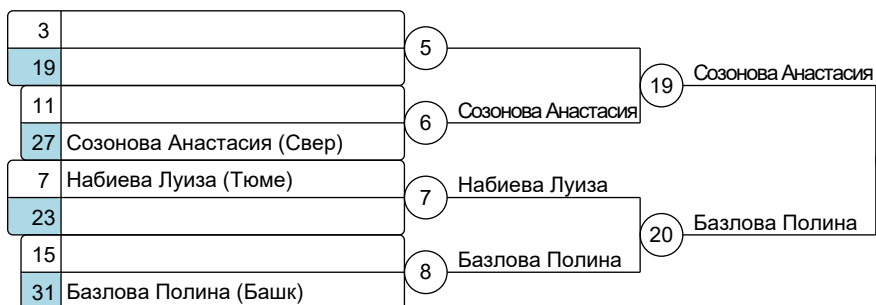 3
5
19
Созонова Анастасия
19
11
6
Созонова Анастасия
27 Созонова Анастасия (Свер)
7 Набиева Луиза (Тюме)
7
Набиева Луиза
23
20
Базлова Полина
15
8
Базлова Полина
31 Базлова Полина (Башк)